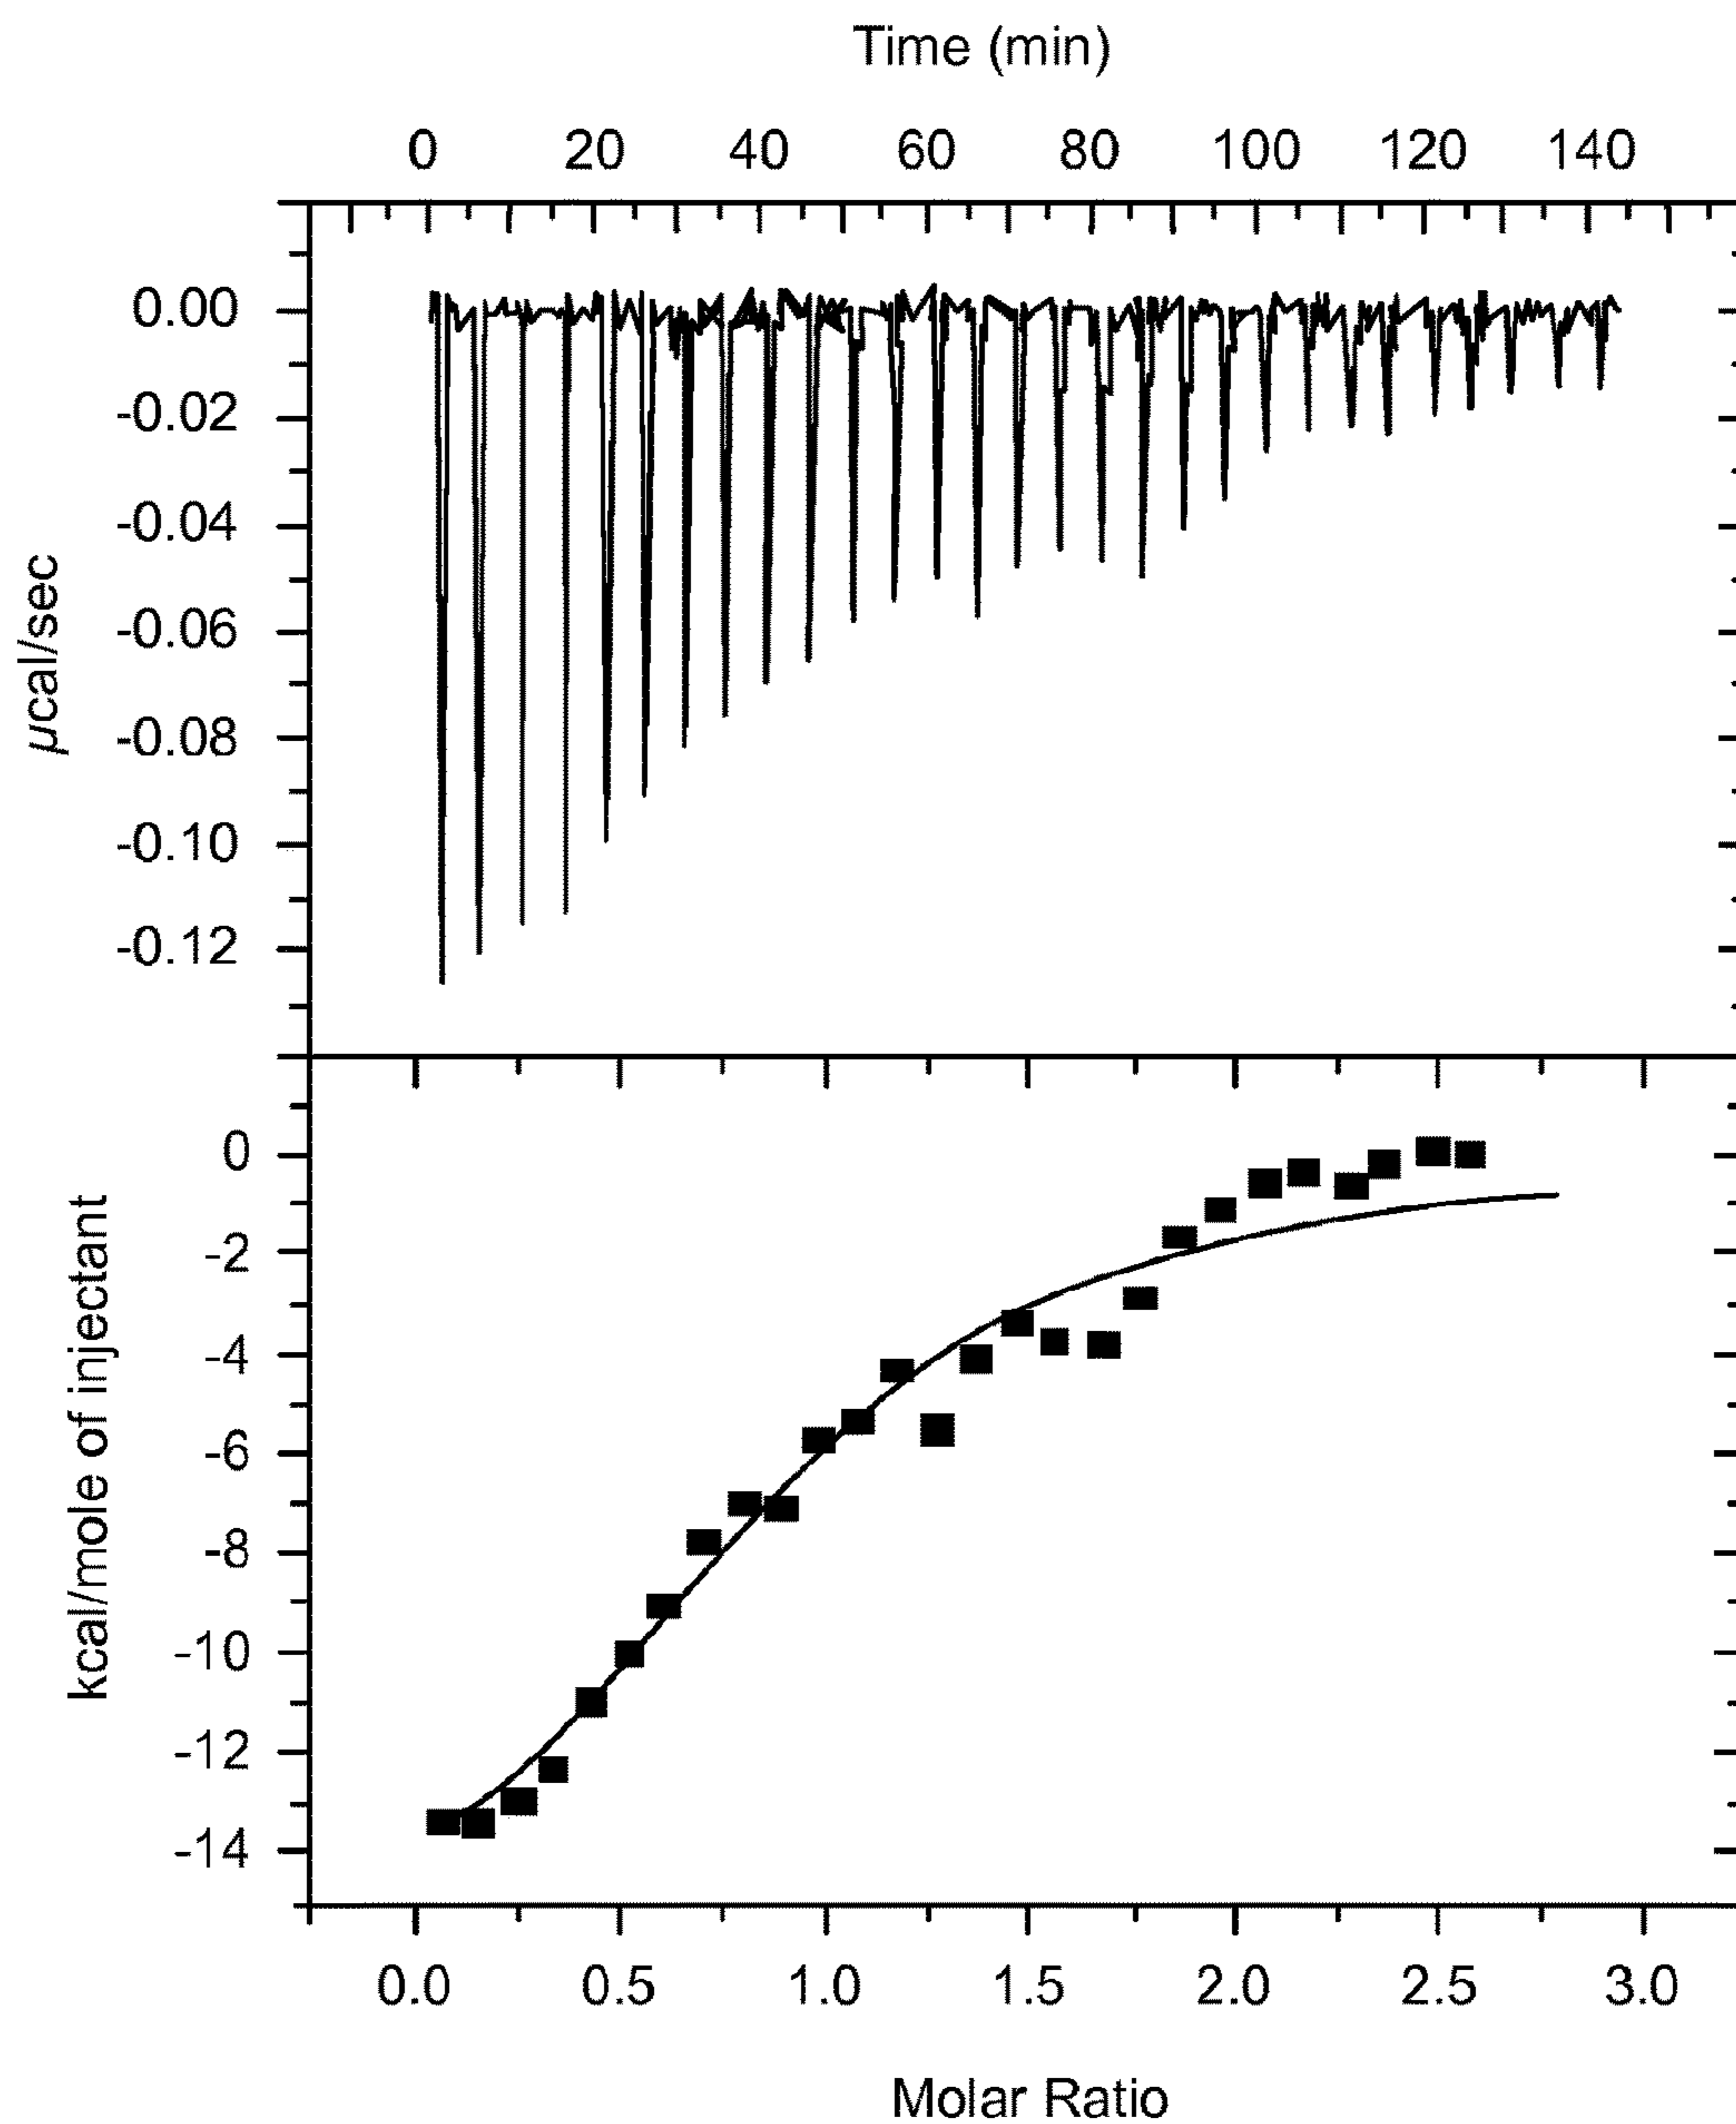 Time (min)
0 20 40 60 80 100 120 140
0.00
-0.02
-0.04
-0.06
-0.08
-0.10
-0.12
μcal/sec
0
-2
-4
-6
-8
-10
-12
-14
kcal/mole of injectant
0.0 0.5 1.0 1.5 2.0 2.5 3.0
Molar Ratio